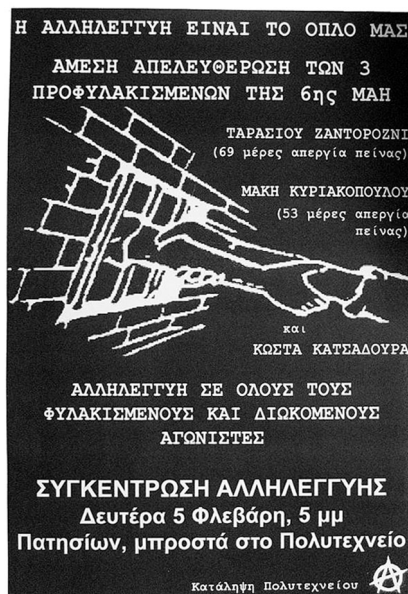 Η ΑΛΛΗΛΕΓΓΥΗ ΕΙΝΑΙ ΤΟ ΟΠΛΟ ΜΑΣ
ΑΜΕΣΗ ΑΠΕΛΕΥΘΕΡΩΣΗ ΤΩΝ 3
ΠΡΟΦΥΛΑΚΙΣΜΕΝΩΝ ΤΗΣ 6ης ΜΑΗ
ΤΑΡΑΣΙΟΥ ΖΑΝΤΟΡΟΖΝΙ
(69 μέρες απεργία πείνας)
ΜΑΚΗ ΚΥΡΙΑΚΟΠΟΥΛΟΥ
(53 μέρες απεργία
πείνας)
και
ΚΩΣΤΑ ΚΑΤΣΑΔΟΥΡΑ
ΑΛΛΗΛΕΓΓΥΗ ΣΕ ΟΛΟΥΣ ΤΟΥΣ
ΦΥΛΑΚΙΣΜΕΝΟΥΣ ΚΑΙ ΔΙΩΚΟΜΕΝΟΥΣ
ΑΓΩΝΙΣΤΕΣ
ΣΥΓΚΕΝΤΡΩΣΗ ΑΛΛΗΛΕΓΓΥΗΣ
Δευτέρα 5 Φλεβάρη, 5 μμ
Πατησίων, μπροστά στο Πολυτεχνείο
Κατάληψη Πολυτεχνείου